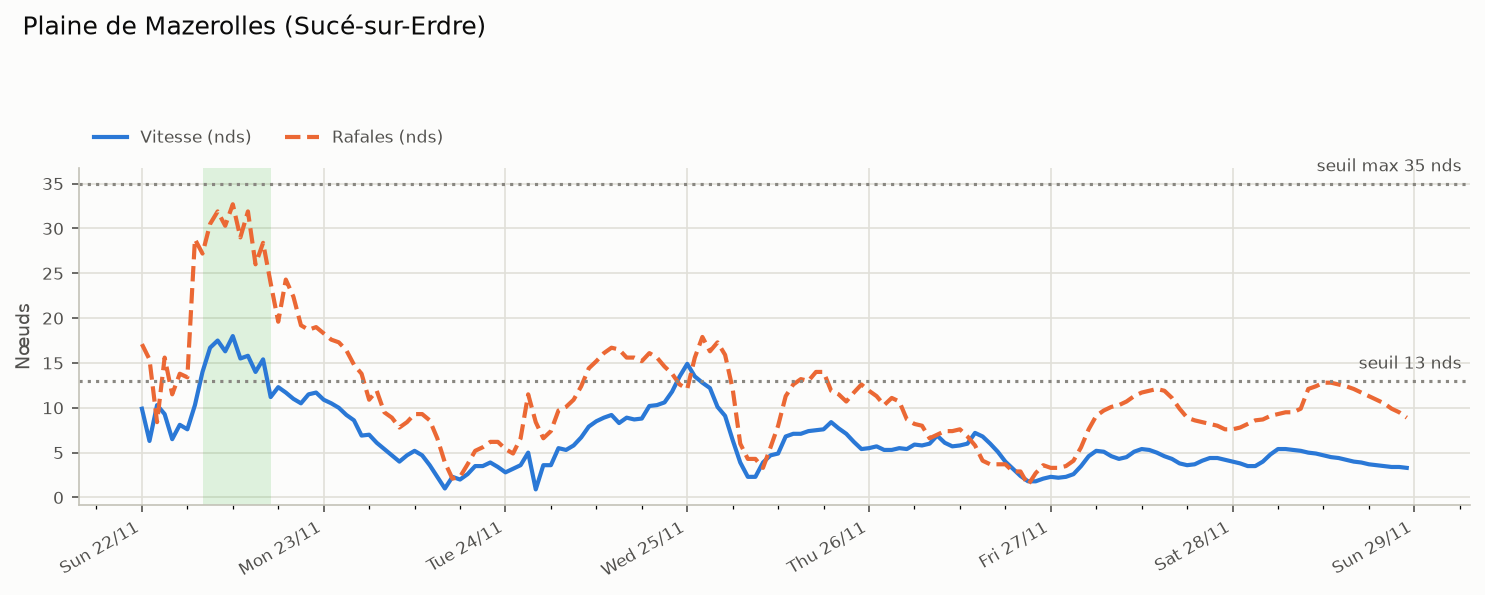 Plaine de Mazerolles (Sucé-sur-Erdre)
Vitesse (nds) Rafales (nds)
seuil max 35 nds
35
30
25
20
15
10
5
0
Nœuds
seuil 13 nds
Sun 22/11 Mon 23/11 Tue 24/11 Wed 25/11 Thu 26/11 Fri 27/11 Sat 28/11 Sun 29/11